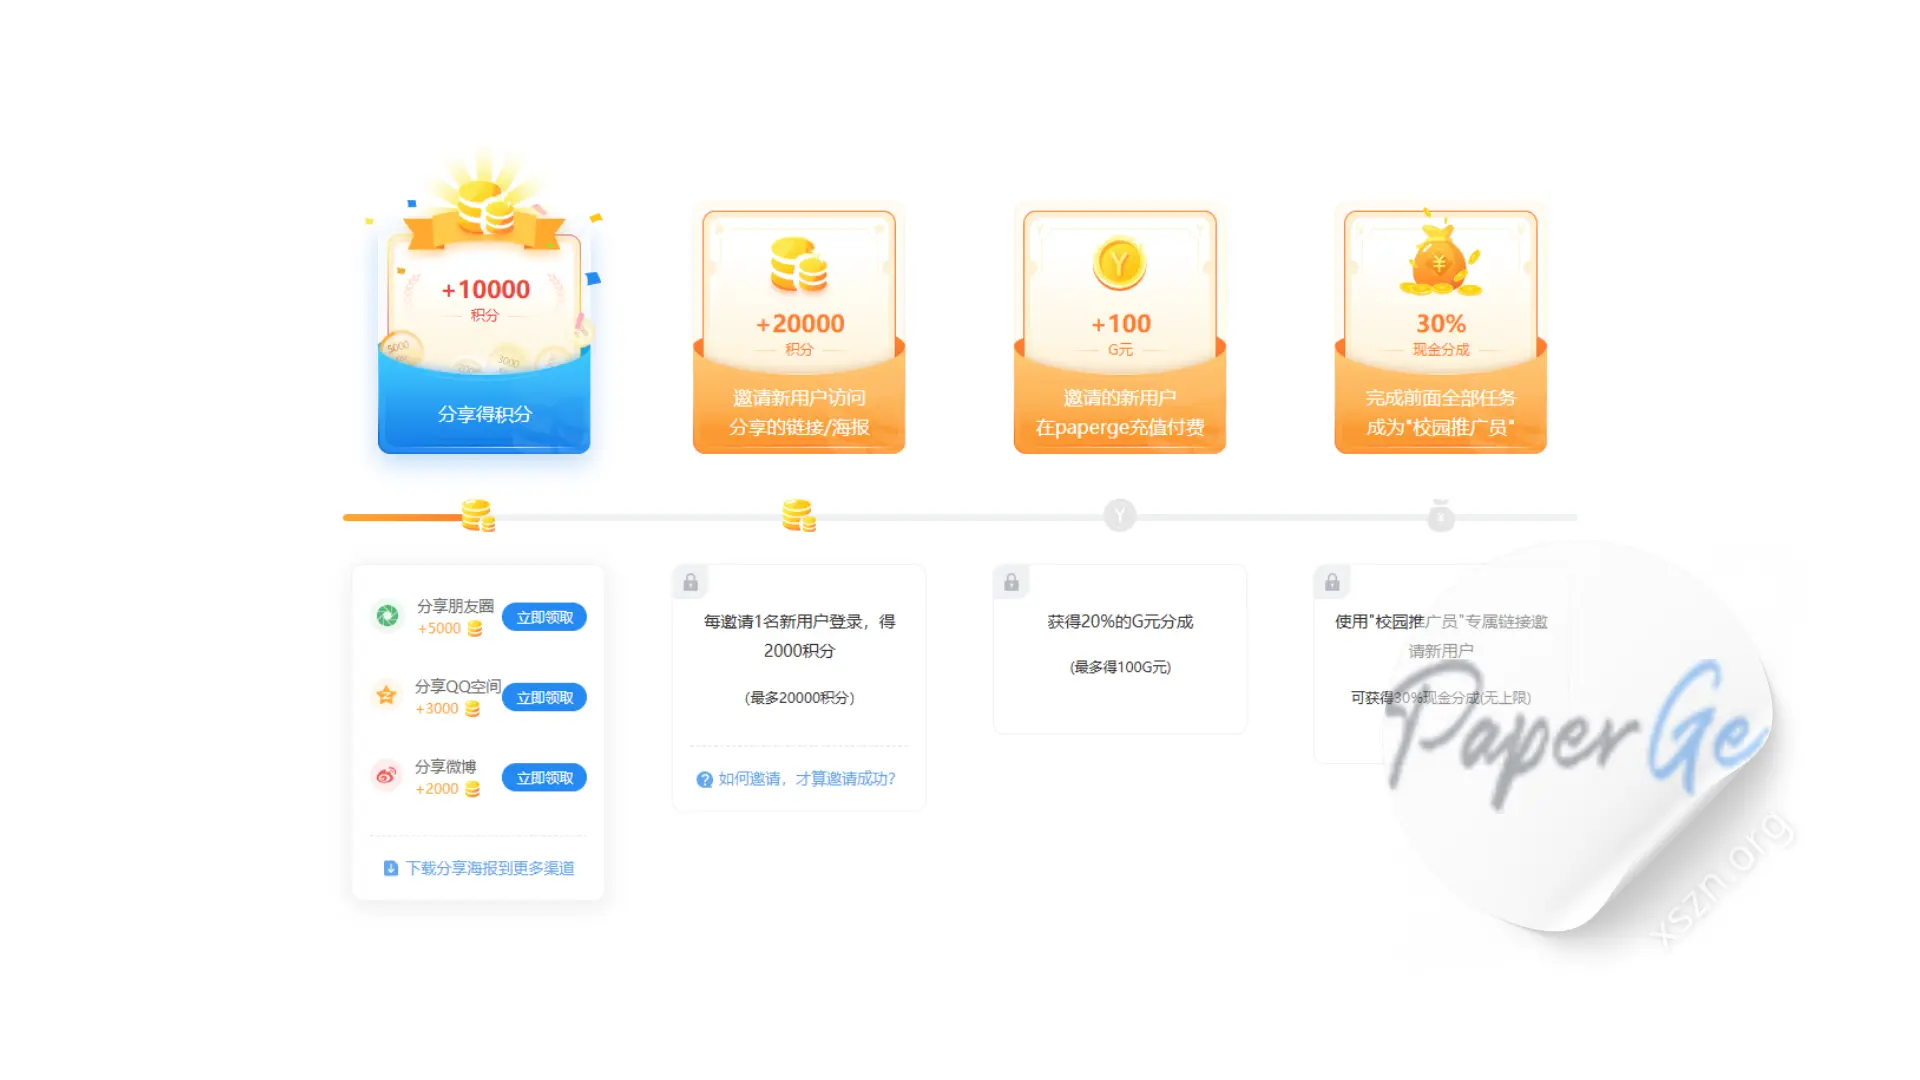 +10000
积分
5000
3000
分享得积分
+20000
积分
邀请新用户访问
分享的链接/海报
+100
G元
邀请的新用户
在paperge充值付费
30%
现金分成
完成前面全部任务
成为"校园推广员"
分享朋友圈
+5000
立即领取
分享QQ空间
+3000
立即领取
分享微博
+2000
立即领取
下载分享海报到更多渠道
每邀请1名新用户登录，得
2000积分
(最多20000积分)
如何邀请，才算邀请成功?
获得20%的G元分成
(最多得100G元)
使用"校园推广员"专属链接邀
请新用户
可获得30%现金分成(无上限)
PaperGe
xszn.org